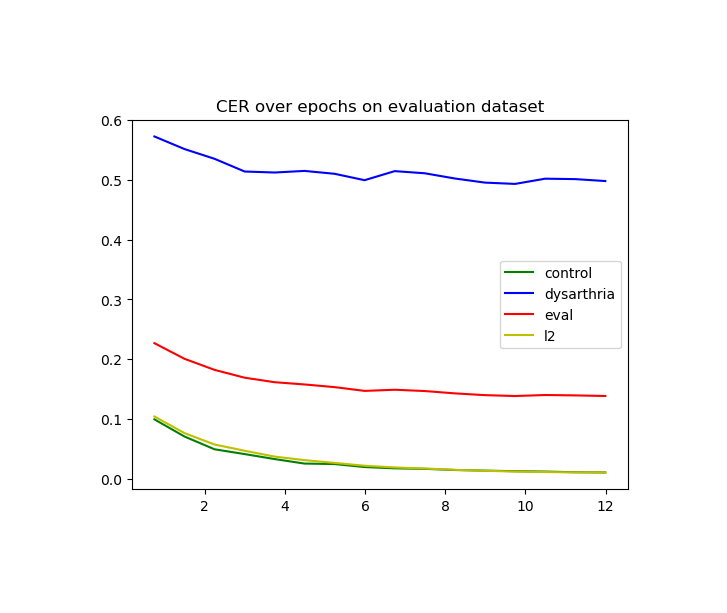 CER over epochs on evaluation dataset
0.6
0.5
0.4
0.3
0.2
0.1
0.0
control
dysarthria
eval
l2
2 4 6 8 10 12